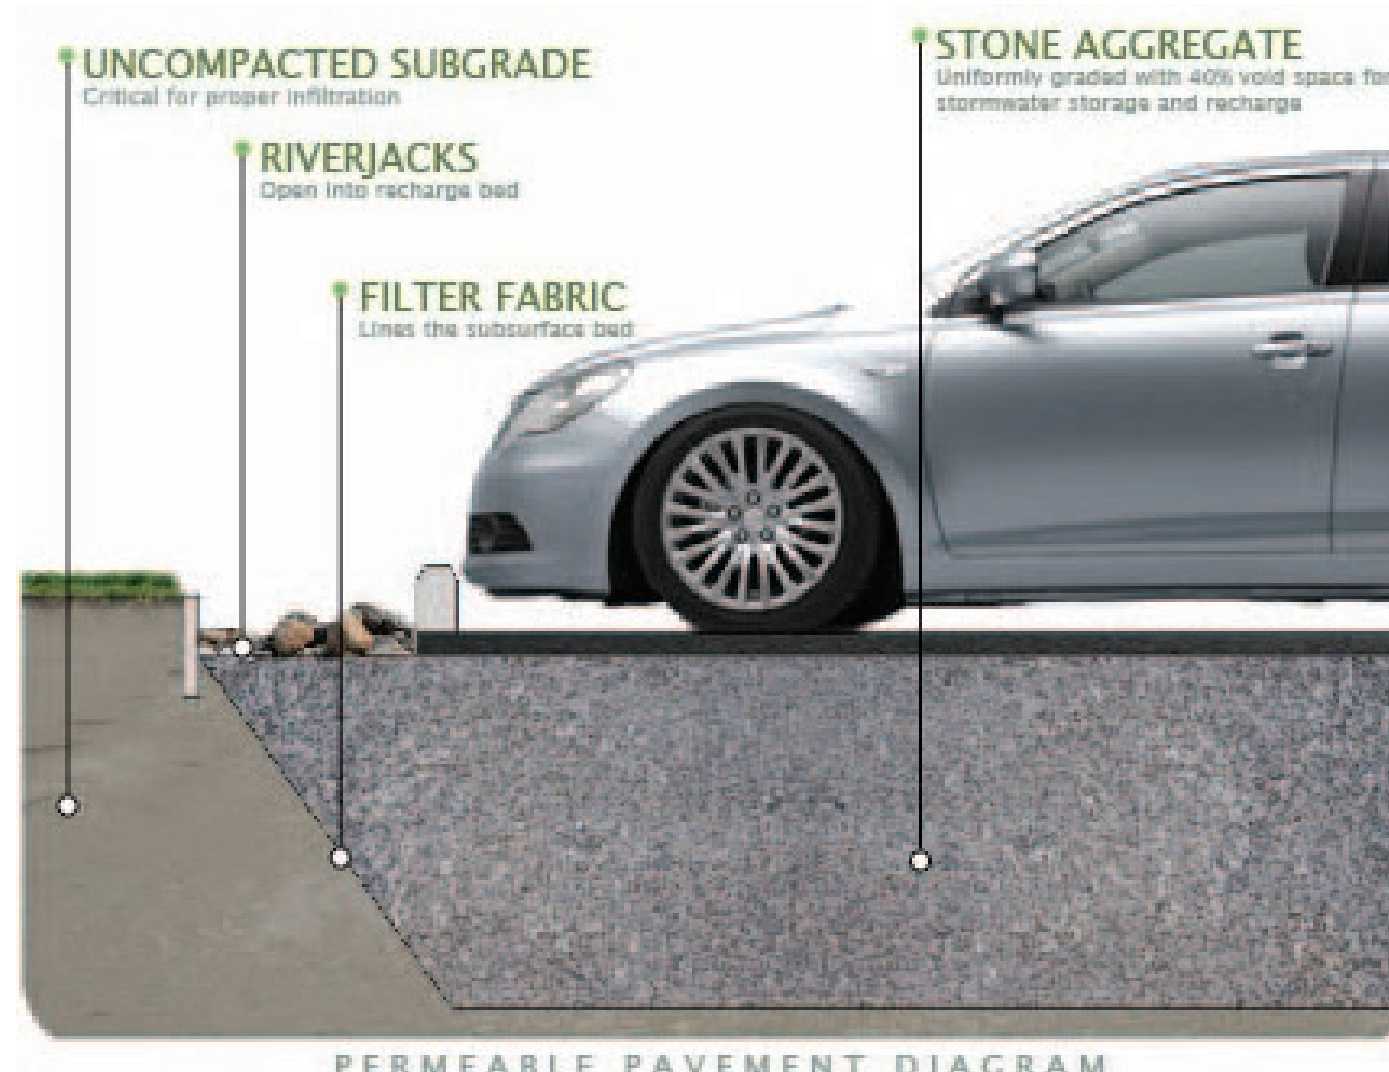 UNCOMPACTED SUBGRADE
Critical for proper infiltration
STONE AGGREGATE
Uniformly graded with 40% void space for
stormwater storage and recharge
RIVERJACKS
Open into recharge bed
FILTER FABRIC
Lines the subsurface bed
PERMEABLE PAVEMENT DIAGRAM